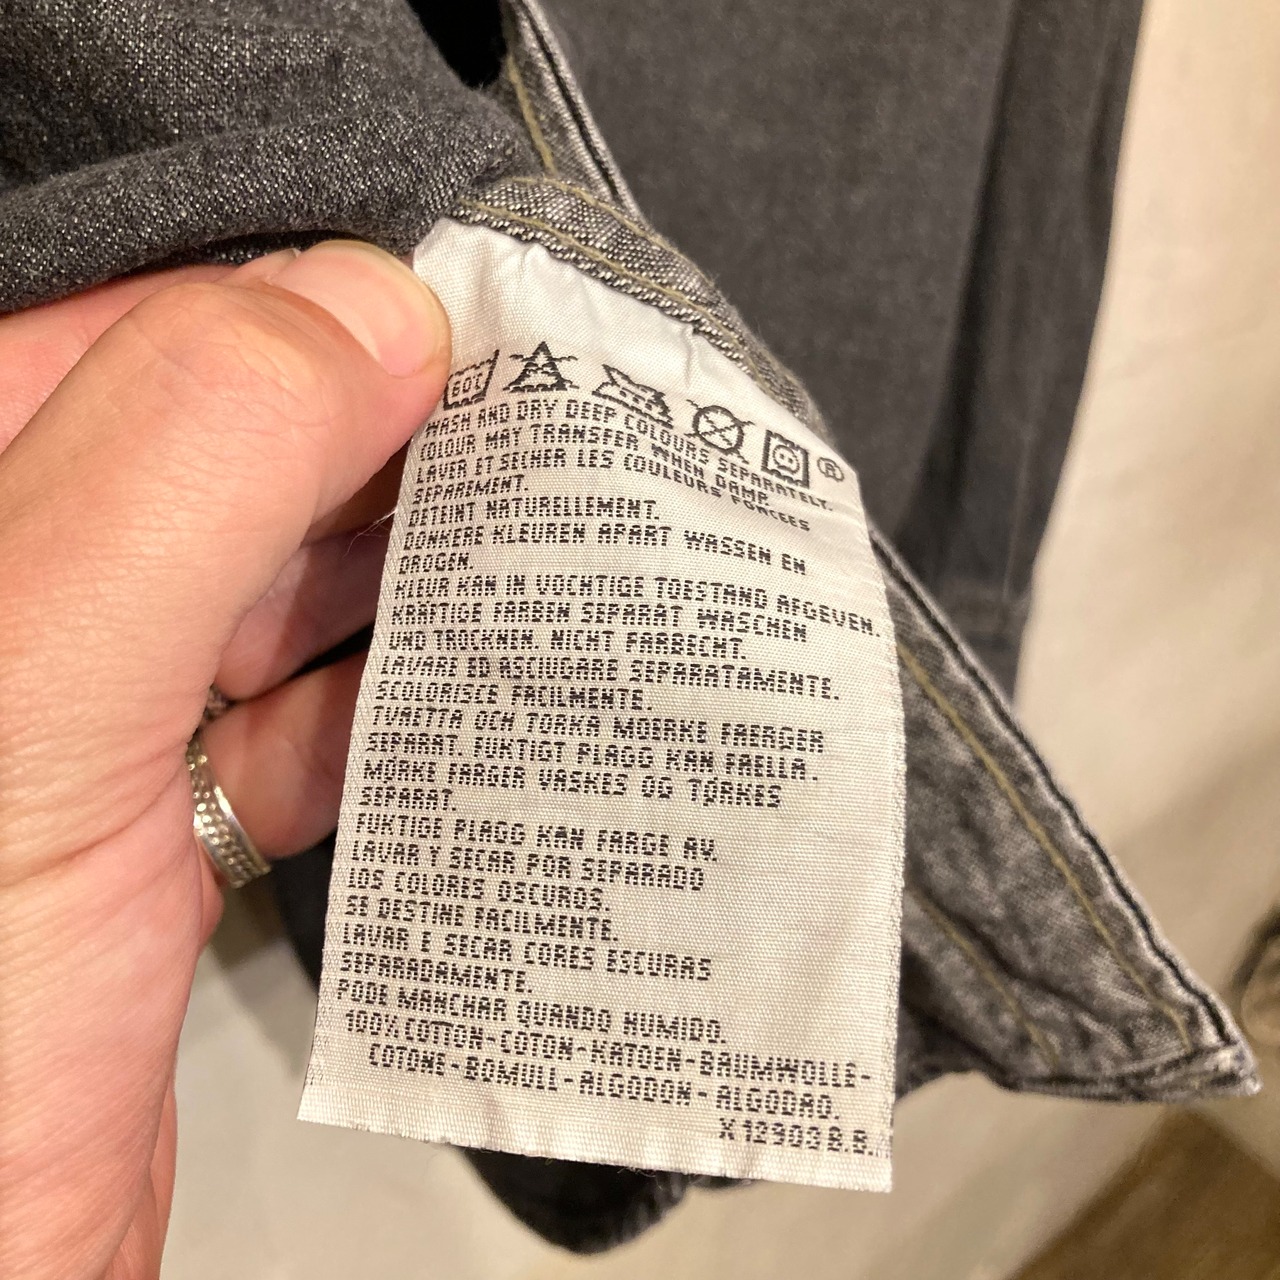 60°C
WASH AND DRY DEEP COLOURS SEPARATELY.
COLOUR MAY TRANSFER WHEN DAMP.
LAVER ET SECHER LES COULEURS FONCEES
SEPAREMENT.
DETEINT NATURELLEMENT.
DONKERE KLEUREN APART WASSEN EN
DROGEN.
KLEUR KAN IN VOCHTIGE TOESTAND AFGEVEN.
KRÄFTIGE FARBEN SEPARAT WASCHEN
UND TROCKNEN. NICHT FARBECHT.
LAVARE ED ASCIUGARE SEPARATAMENTE.
SCOLORISCE FACILMENTE.
TVAETTA OCH TORKA MOERKE FAERGER
SEPARAT. FUKTIGT PLAGG KAN FAELLA.
MØRKE FARGER VASKES OG TØRKES
SEPARAT.
FUKTIGE PLAGG KAN FARGE AV.
LAVAR Y SECAR POR SEPARADO
LOS COLORES OSCUROS.
SE DESTINE FACILMENTE.
LAVAR E SECAR CORES ESCURAS
SEPARADAMENTE.
PODE MANCHAR QUANDO HUMIDO.
100% COTTON-COTON-KATOEN-BAUMWOLLE-
COTONE-BOMULL-ALGODON-ALGODAO.
X 12903 B.B.